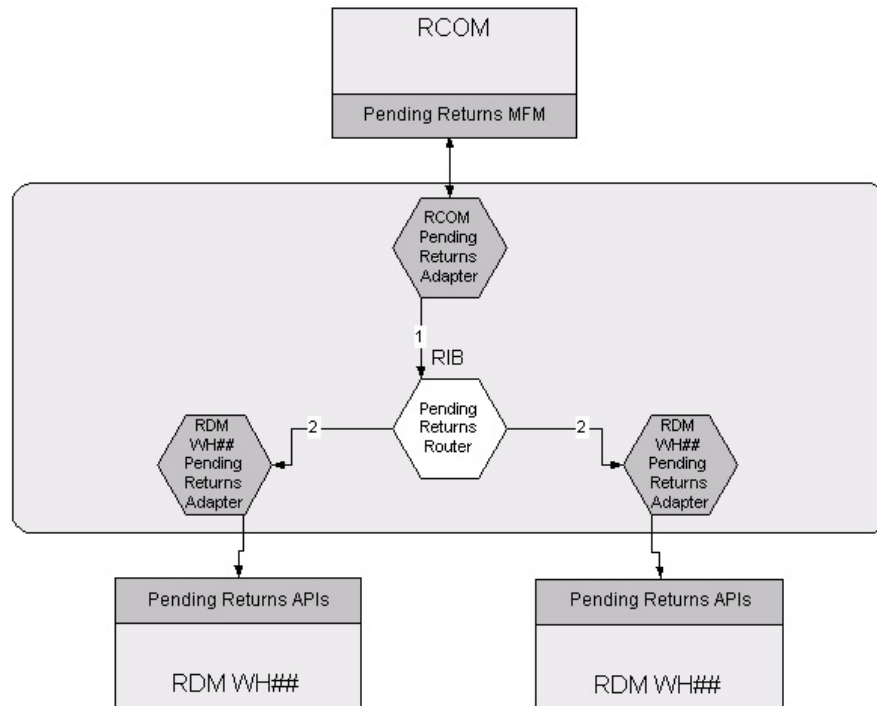 RCOM
Pending Returns MFM
RCOM
Pending
Returns
Adapter
1
RIB
Pending
Returns
Router
2
2
RDM
WH##
Pending
Returns
Adapter
RDM
WH##
Pending
Returns
Adapter
Pending Returns APIs
RDM WH##
Pending Returns APIs
RDM WH##